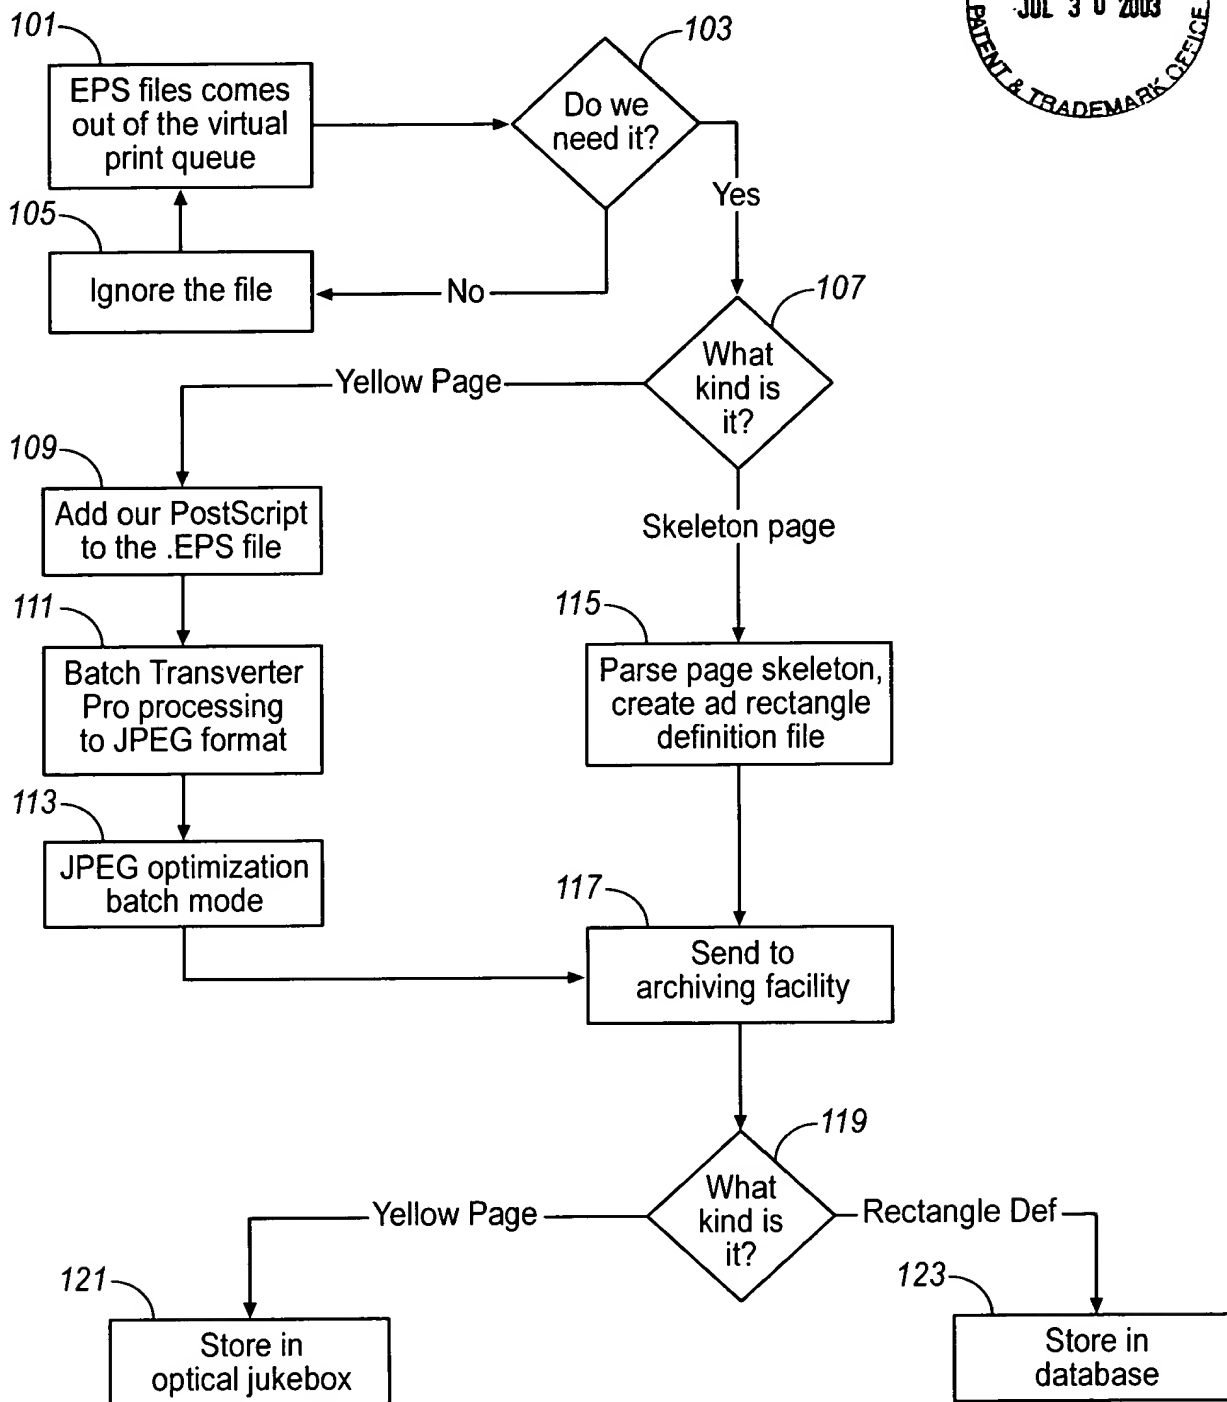 JUL 3 0 2003
PATENT & TRADEMARK OFFICE
101
EPS files comes
out of the virtual
print queue
103
Do we
need it?
Yes
105
Ignore the file
No
107
What
kind is
it?
Yellow Page
109
Add our PostScript
to the .EPS file
Skeleton page
111
Batch Transverter
Pro processing
to JPEG format
115
Parse page skeleton,
create ad rectangle
definition file
113
JPEG optimization
batch mode
117
Send to
archiving facility
119
What
kind is
it?
Yellow Page
Rectangle Def
121
Store in
optical jukebox
123
Store in
database